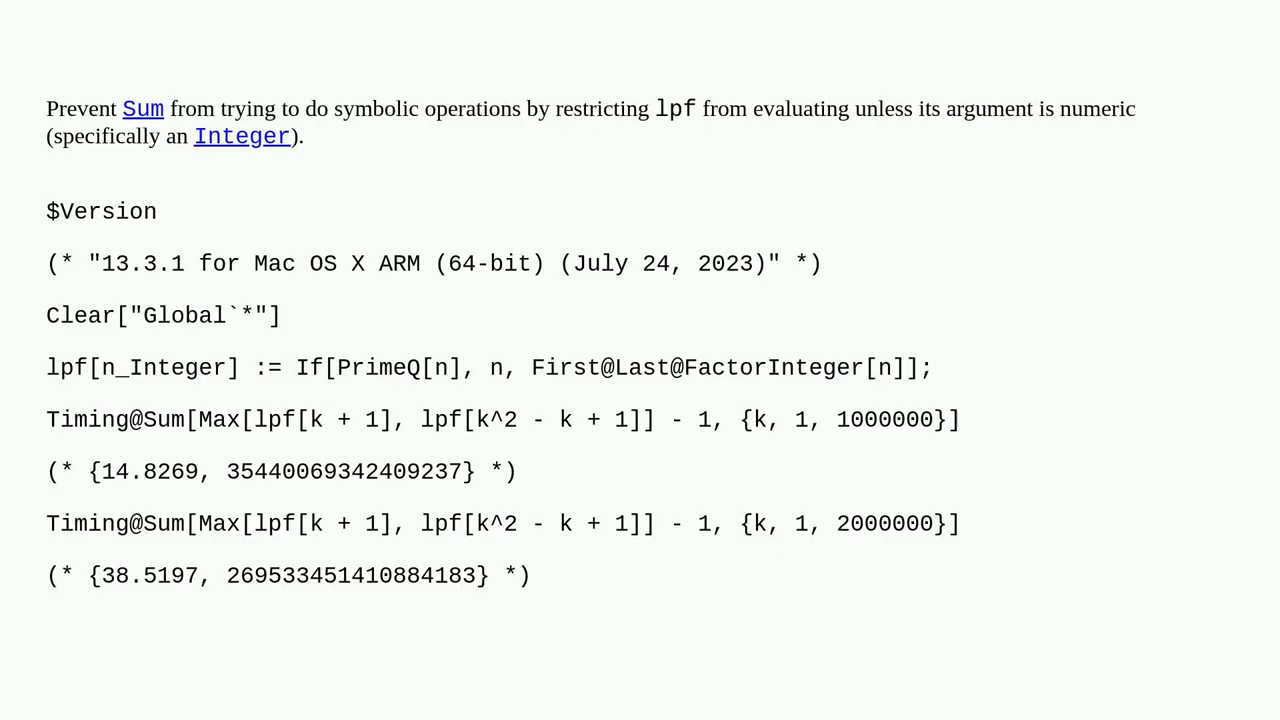 Prevent Sum from trying to do symbolic operations by restricting lpf from evaluating unless its argument is numeric
(specifically an Integer).
$Version
(* "13.3.1 for Mac OS X ARM (64-bit) (July 24, 2023)" *)
Clear["Global`*"]
lpf[n_Integer] := If[PrimeQ[n], n, First@Last@FactorInteger[n]];
Timing@Sum[Max[lpf[k + 1], lpf[k^2 - k + 1]] - 1, {k, 1, 1000000}]
(* {14.8269, 35440069342409237} *)
Timing@Sum[Max[lpf[k + 1], lpf[k^2 - k + 1]] - 1, {k, 1, 2000000}]
(* {38.5197, 269533451410884183} *)